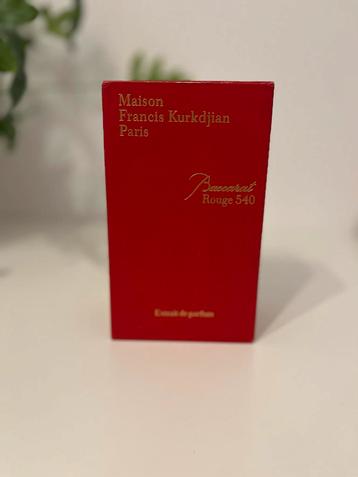 Maison
Francis Kurkdjian
Paris
Baccarat
Rouge 540
Extrait de parfum